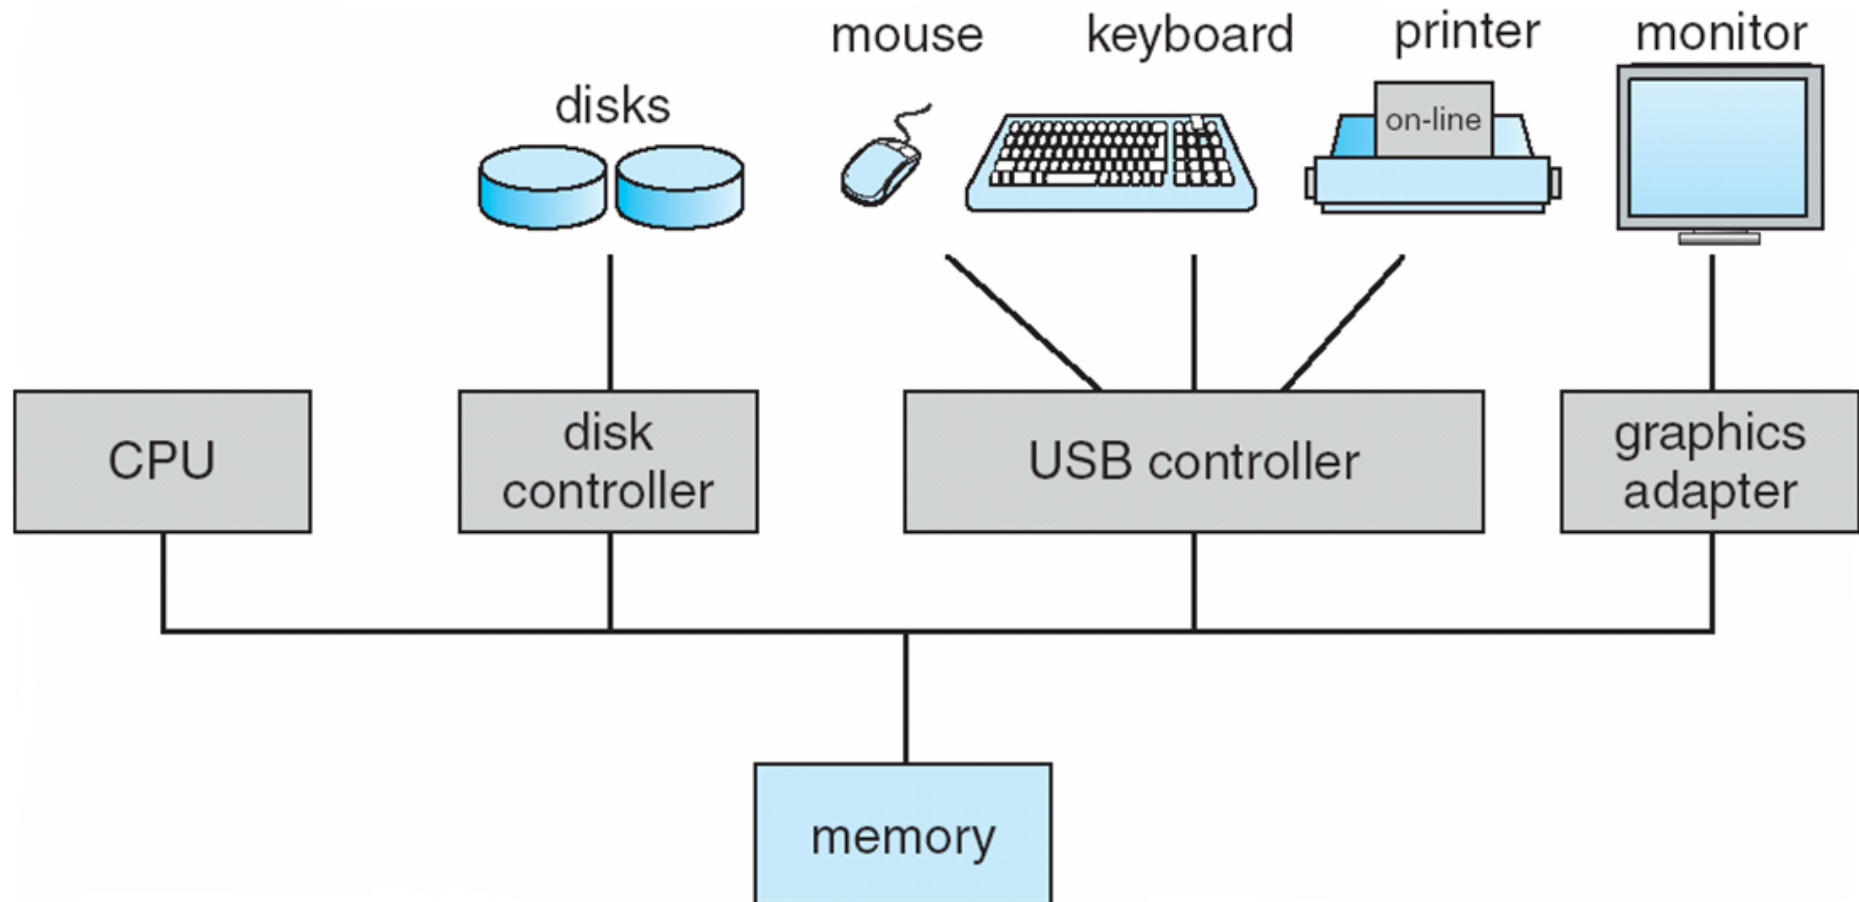 mouse
keyboard
printer
monitor
disks
on-line
CPU
disk
controller
USB controller
graphics
adapter
memory